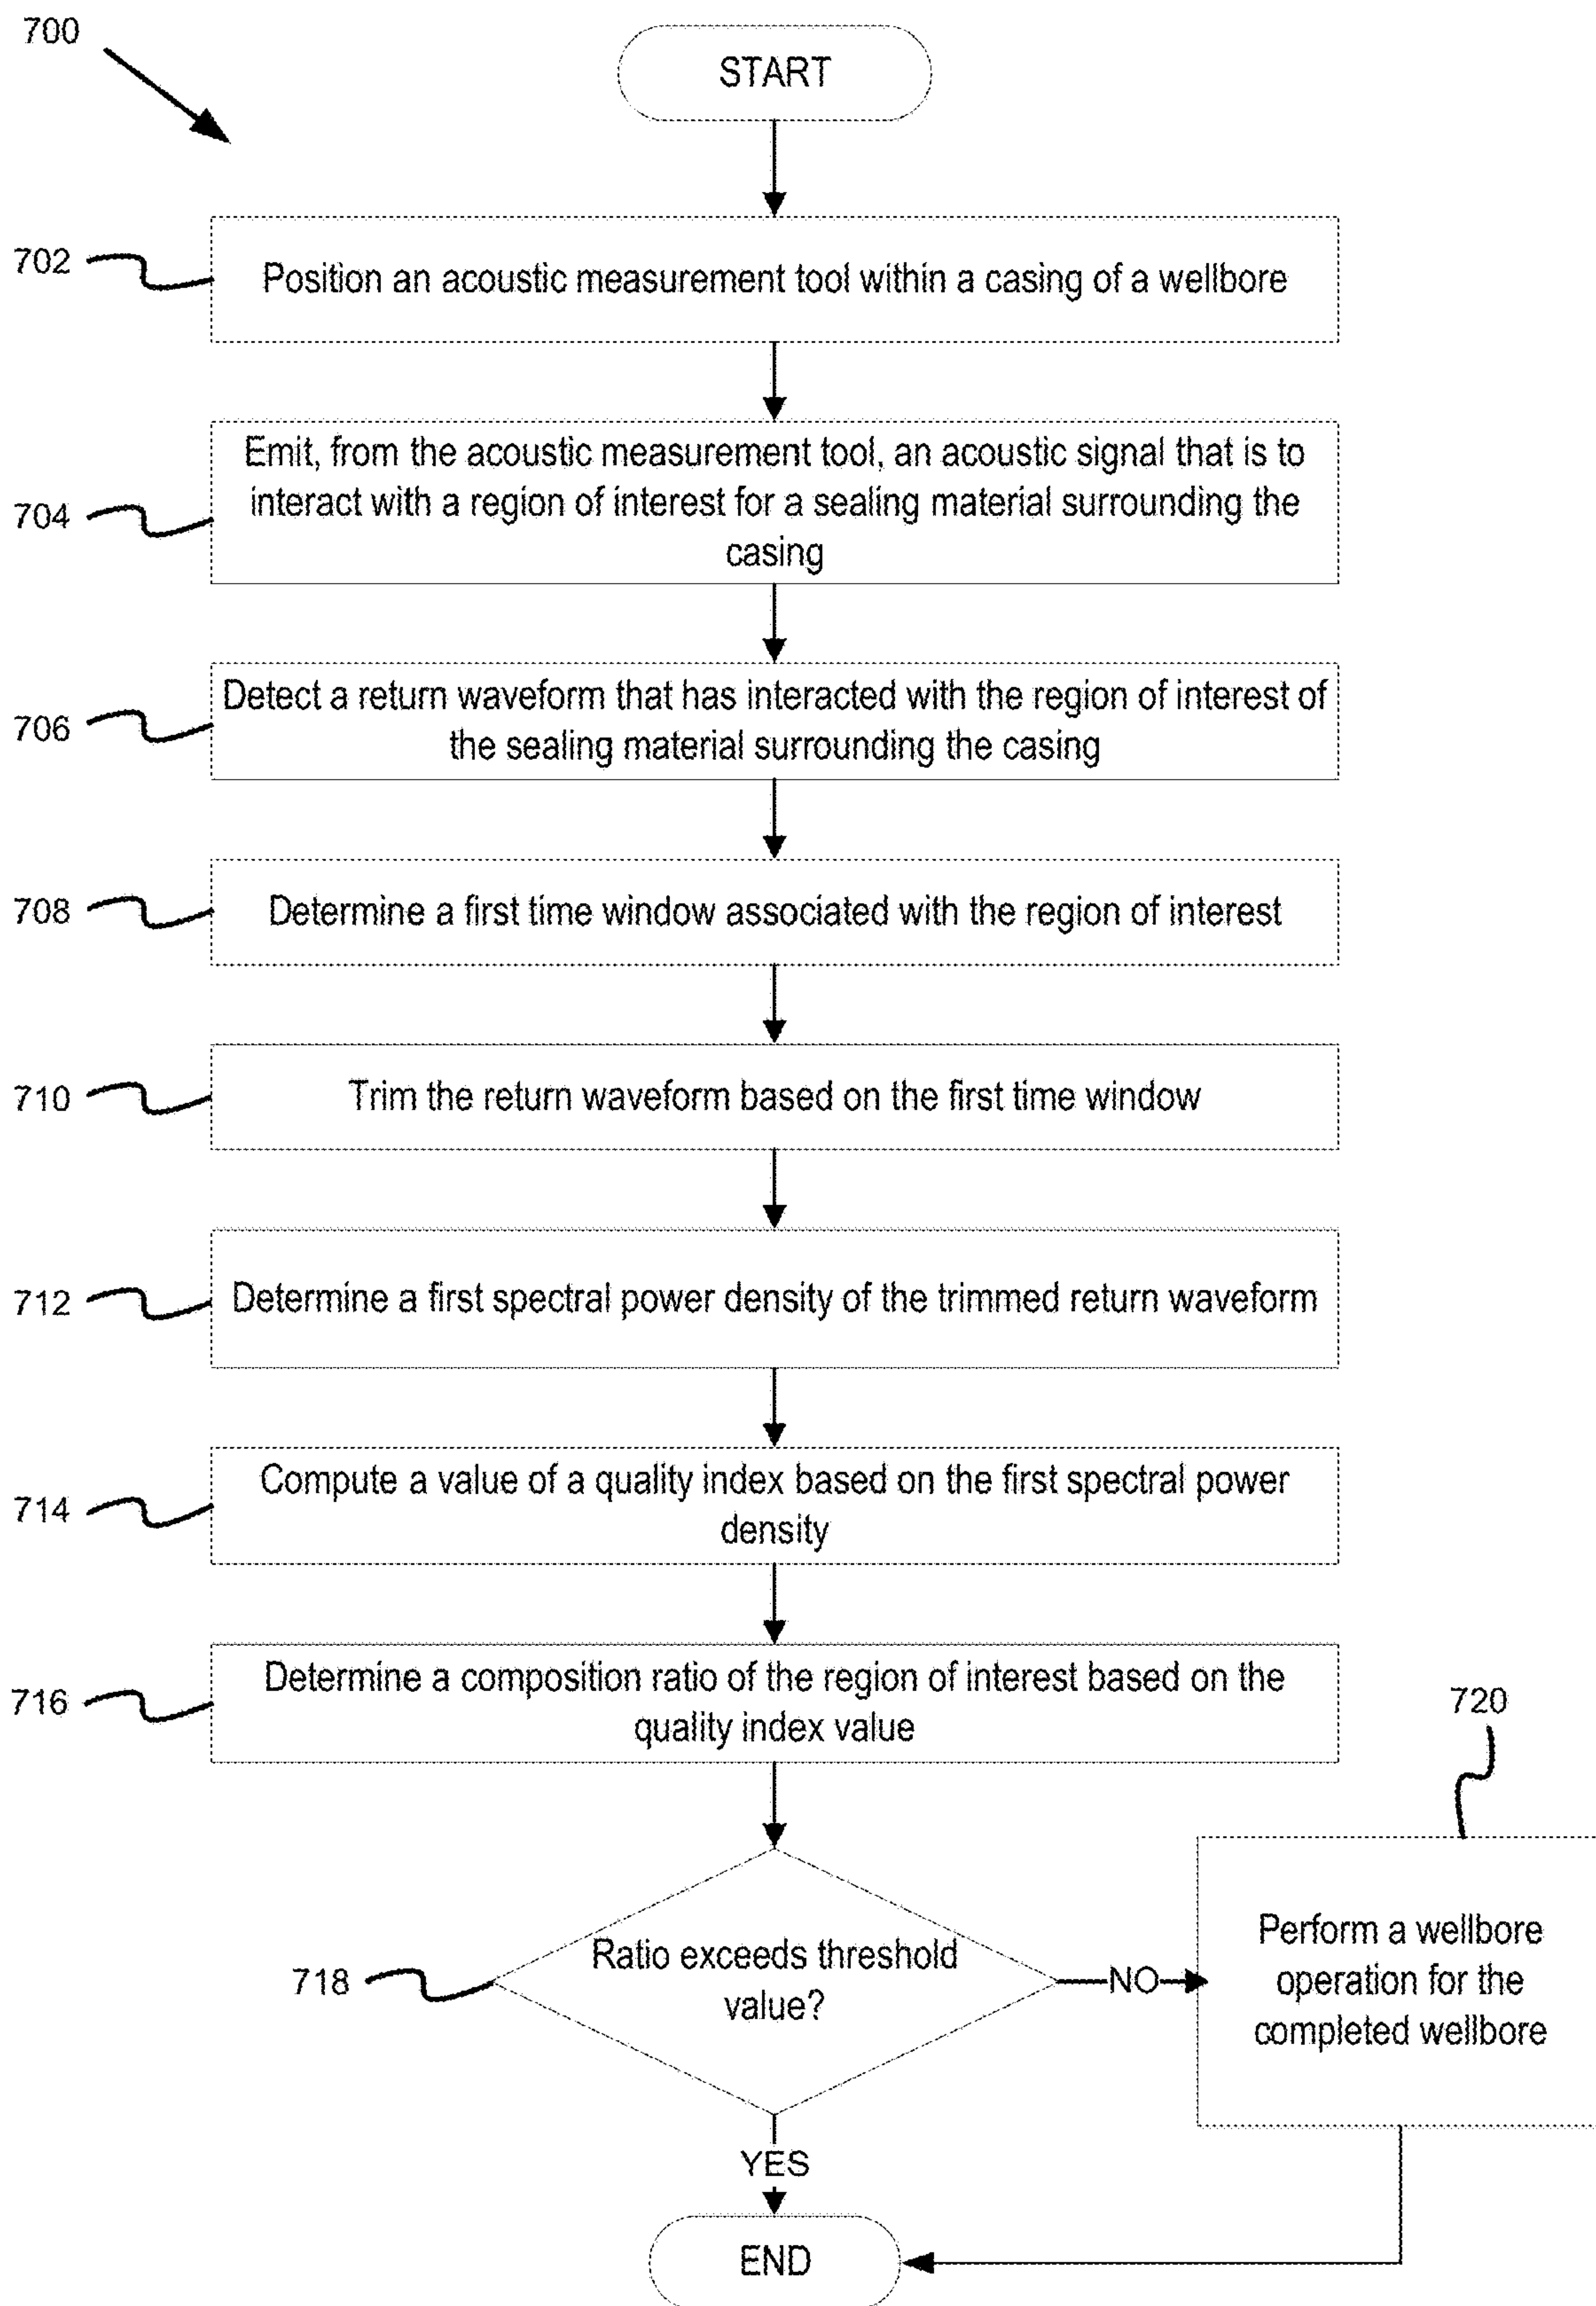 700
START
702
Position an acoustic measurement tool within a casing of a wellbore
704
Emit, from the acoustic measurement tool, an acoustic signal that is to
interact with a region of interest for a sealing material surrounding the
casing
706
Detect a return waveform that has interacted with the region of interest of
the sealing material surrounding the casing
708
Determine a first time window associated with the region of interest
710
Trim the return waveform based on the first time window
712
Determine a first spectral power density of the trimmed return waveform
714
Compute a value of a quality index based on the first spectral power
density
716
Determine a composition ratio of the region of interest based on the
quality index value
718
Ratio exceeds threshold
value?
NO
720
Perform a wellbore
operation for the
completed wellbore
YES
END